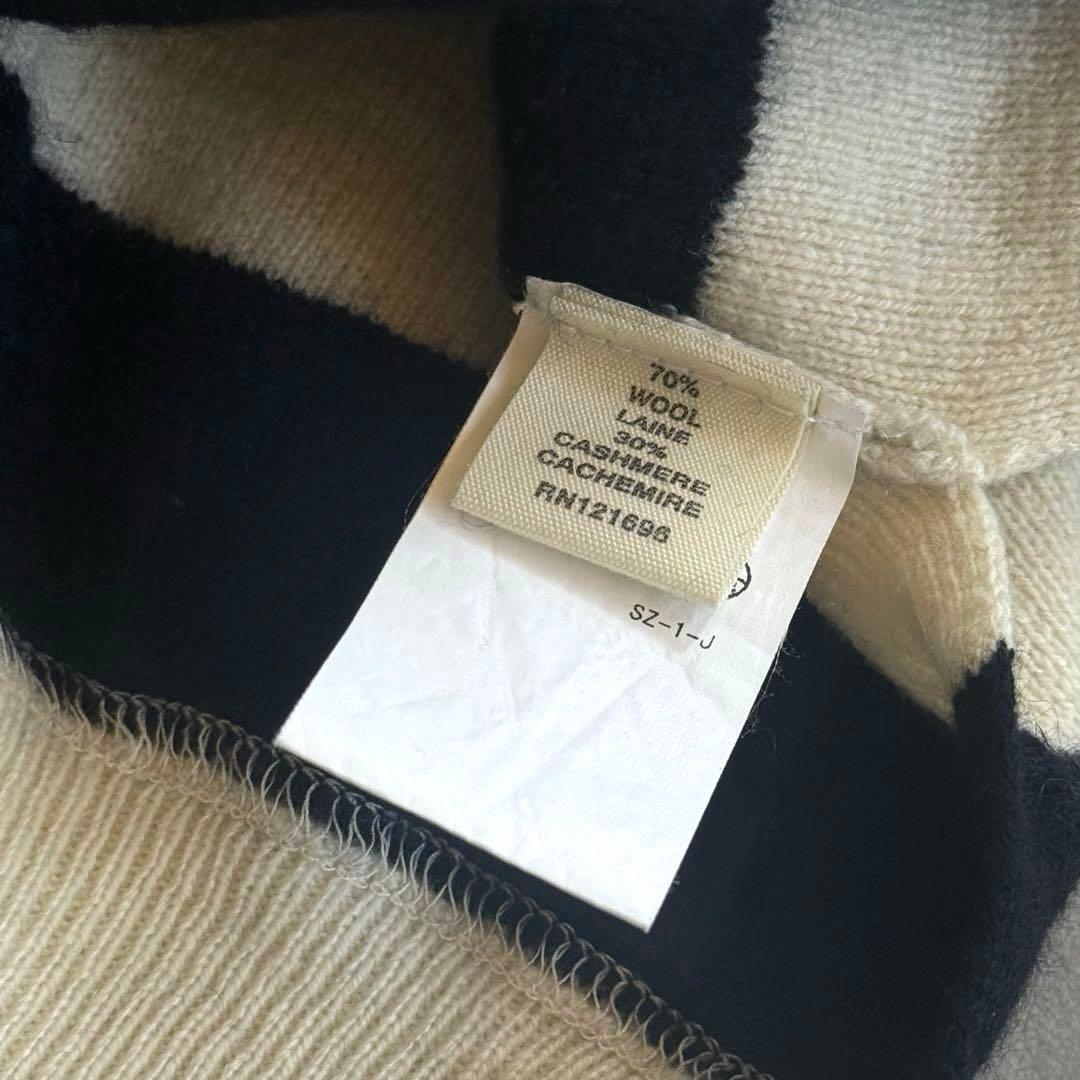 70%
WOOL
LAINE
30%
CASHMERE
CACHEMIRE
RN121696
SZ-1-J